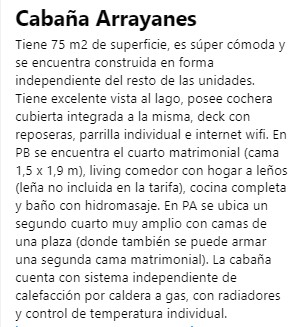 Cabaña Arrayanes
Tiene 75 m2 de superficie, es súper cómoda y
se encuentra construida en forma
independiente del resto de las unidades.
Tiene excelente vista al lago, posee cochera
cubierta integrada a la misma, deck con
reposeras, parrilla individual e internet wifi. En
PB se encuentra el cuarto matrimonial (cama
1,5 x 1,9 m), living comedor con hogar a leños
(leña no incluida en la tarifa), cocina completa
y baño con hidromasaje. En PA se ubica un
segundo cuarto muy amplio con camas de
una plaza (donde también se puede armar
una segunda cama matrimonial). La cabaña
cuenta con sistema independiente de
calefacción por caldera a gas, con radiadores
y control de temperatura individual.